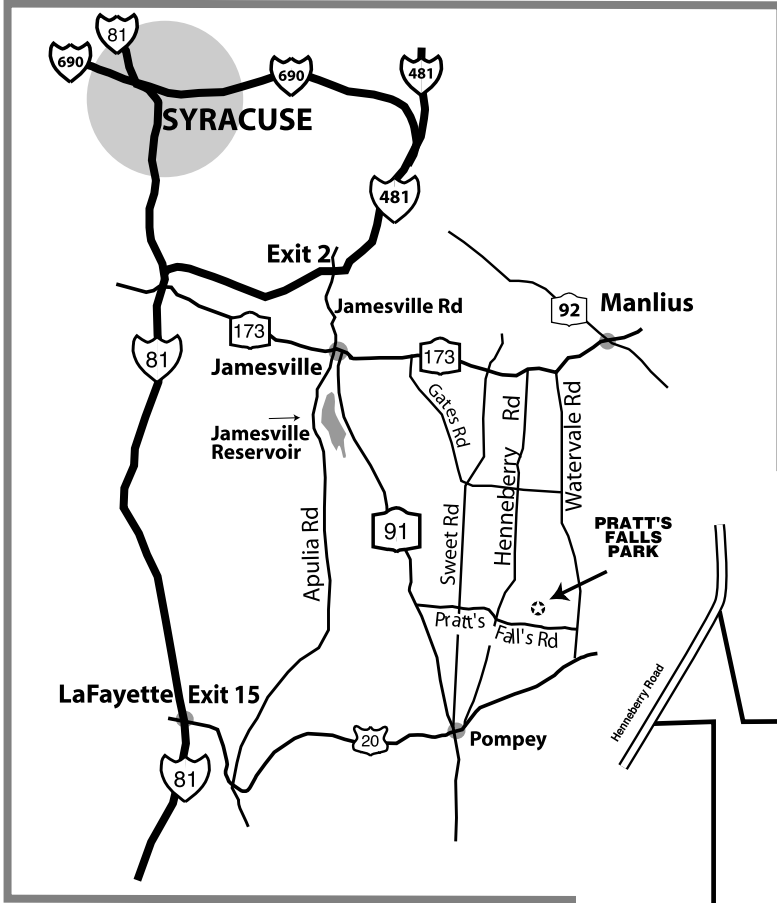 81
690
690
481
SYRACUSE
481
Exit 2
Jamesville Rd
92
Manlius
173
173
81
Jamesville
Gates Rd
Rd
Watervale Rd
Jamesville
Reservoir
Henneberry
Sweet Rd
Apulia Rd
91
PRATT'S
FALLS
PARK
Pratt's
Fall's Rd
Henneberry Road
LaFayette Exit 15
20
Pompey
81